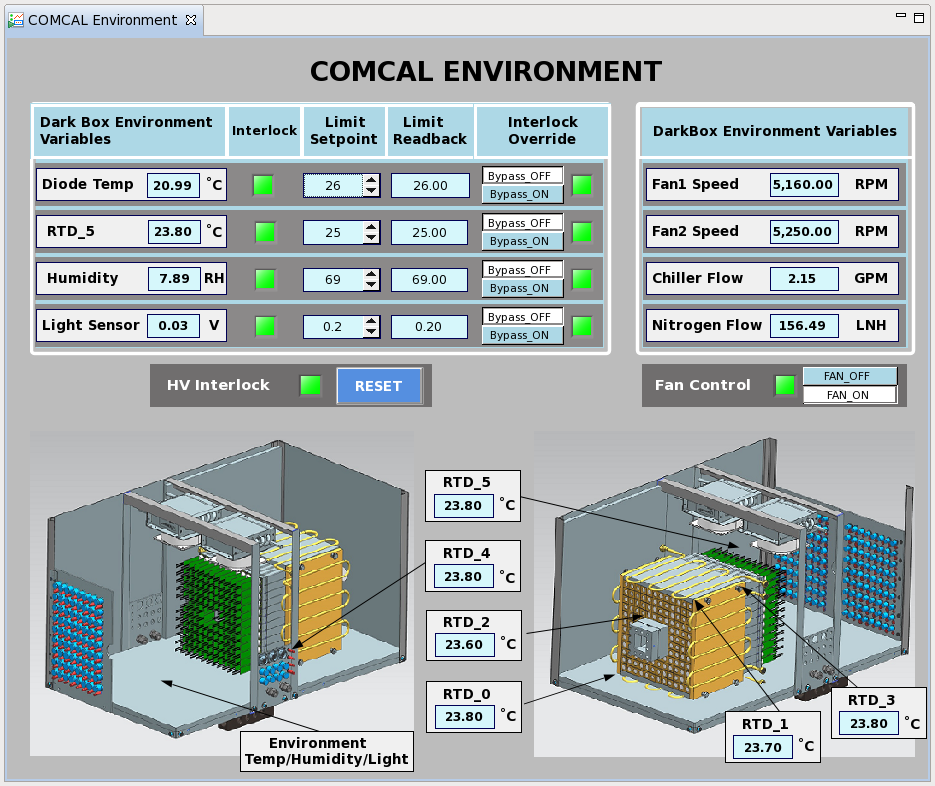 COMCAL Environment
COMCAL ENVIRONMENT
Dark Box Environment Variables
Interlock
Limit Setpoint
Limit Readback
Interlock Override
Diode Temp 20.99 °C
26
26.00
Bypass_OFF
Bypass_ON
RTD_5 23.80 °C
25
25.00
Bypass_OFF
Bypass_ON
Humidity 7.89 RH
69
69.00
Bypass_OFF
Bypass_ON
Light Sensor 0.03 V
0.2
0.20
Bypass_OFF
Bypass_ON
DarkBox Environment Variables
Fan1 Speed 5,160.00 RPM
Fan2 Speed 5,250.00 RPM
Chiller Flow 2.15 GPM
Nitrogen Flow 156.49 LNH
HV Interlock
RESET
Fan Control
FAN_OFF
FAN_ON
RTD_5
23.80 °C
RTD_4
23.80 °C
RTD_2
23.60 °C
RTD_0
23.80 °C
RTD_3
23.80 °C
RTD_1
23.70 °C
Environment
Temp/Humidity/Light